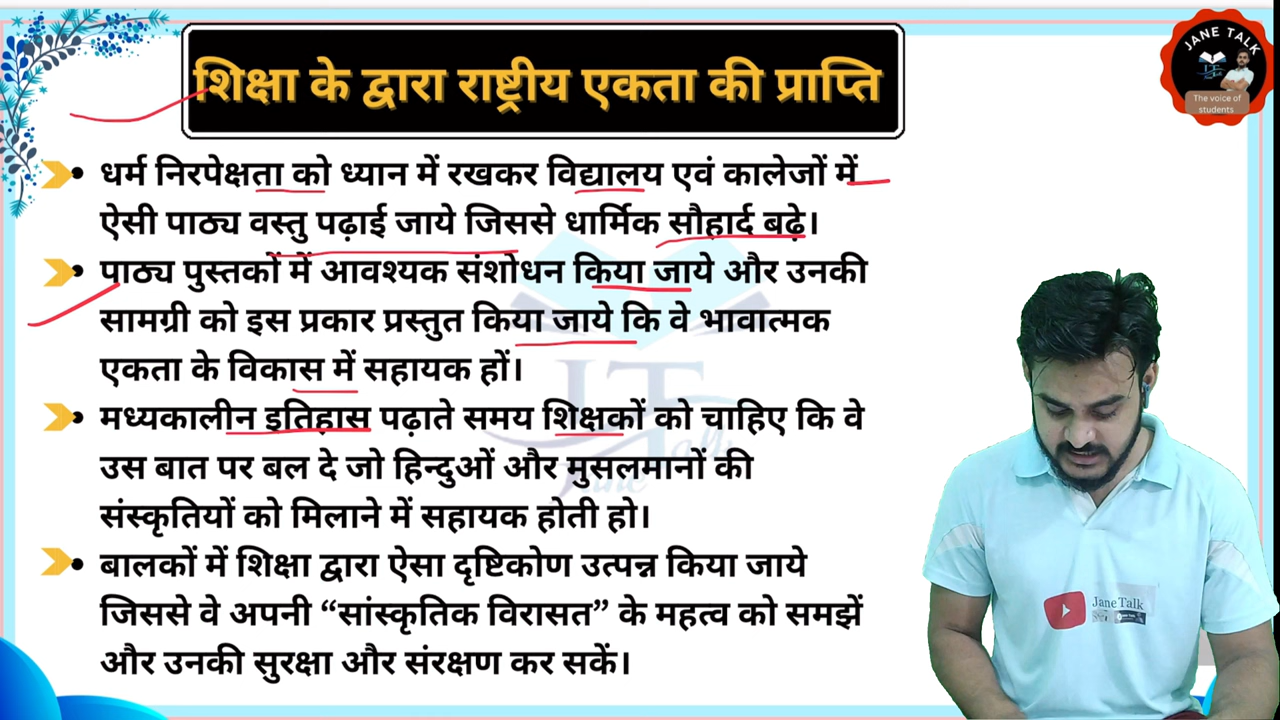 शिक्षा के द्वारा राष्ट्रीय एकता की प्राप्ति
JANE TALK
The voice of
students
• धर्म निरपेक्षता को ध्यान में रखकर विद्यालय एवं कालेजों में
ऐसी पाठ्य वस्तु पढ़ाई जाये जिससे धार्मिक सौहार्द बढ़े।
• पाठ्य पुस्तकों में आवश्यक संशोधन किया जाये और उनकी
सामग्री को इस प्रकार प्रस्तुत किया जाये कि वे भावात्मक
एकता के विकास में सहायक हों।
• मध्यकालीन इतिहास पढ़ाते समय शिक्षकों को चाहिए कि वे
उस बात पर बल दे जो हिन्दुओं और मुसलमानों की
संस्कृतियों को मिलाने में सहायक होती हो।
• बालकों में शिक्षा द्वारा ऐसा दृष्टिकोण उत्पन्न किया जाये
जिससे वे अपनी “सांस्कृतिक विरासत” के महत्व को समझें
और उनकी सुरक्षा और संरक्षण कर सकें।
Jane Talk